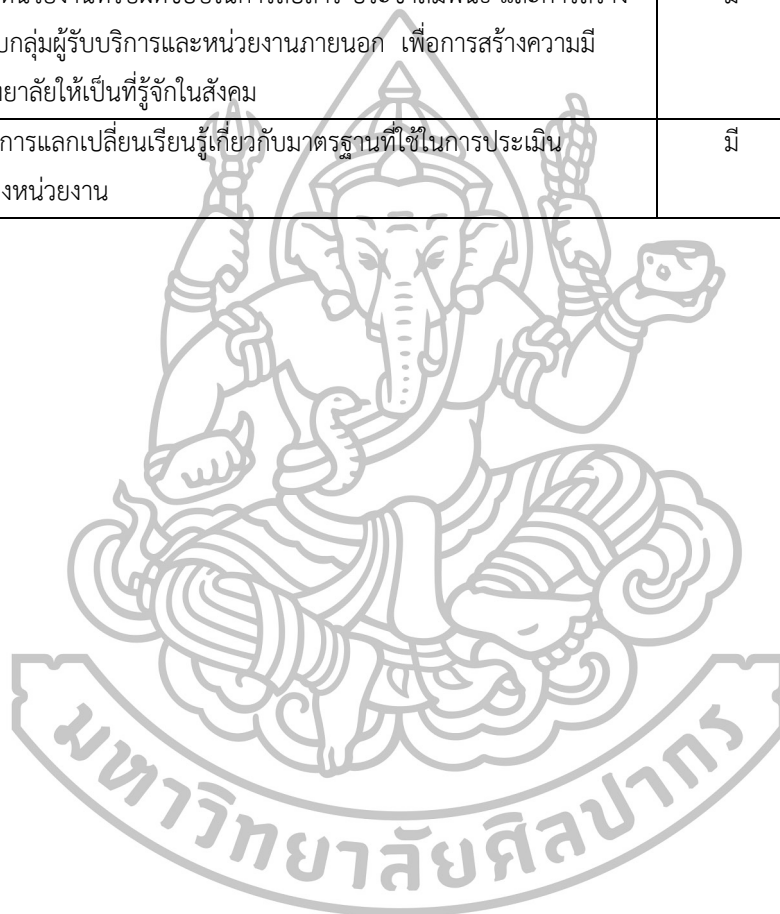 บกลุ่มผู้รับบริการและหน่วยงานภายนอก เพื่อการสร้างความมี
ทยาลัยให้เป็นที่รู้จักในสังคม
การแลกเปลี่ยนเรียนรู้เกี่ยวกับมาตรฐานที่ใช้ในการประเมิน มี
งหน่วยงาน
มหาวิทยาลัยศิลปากร